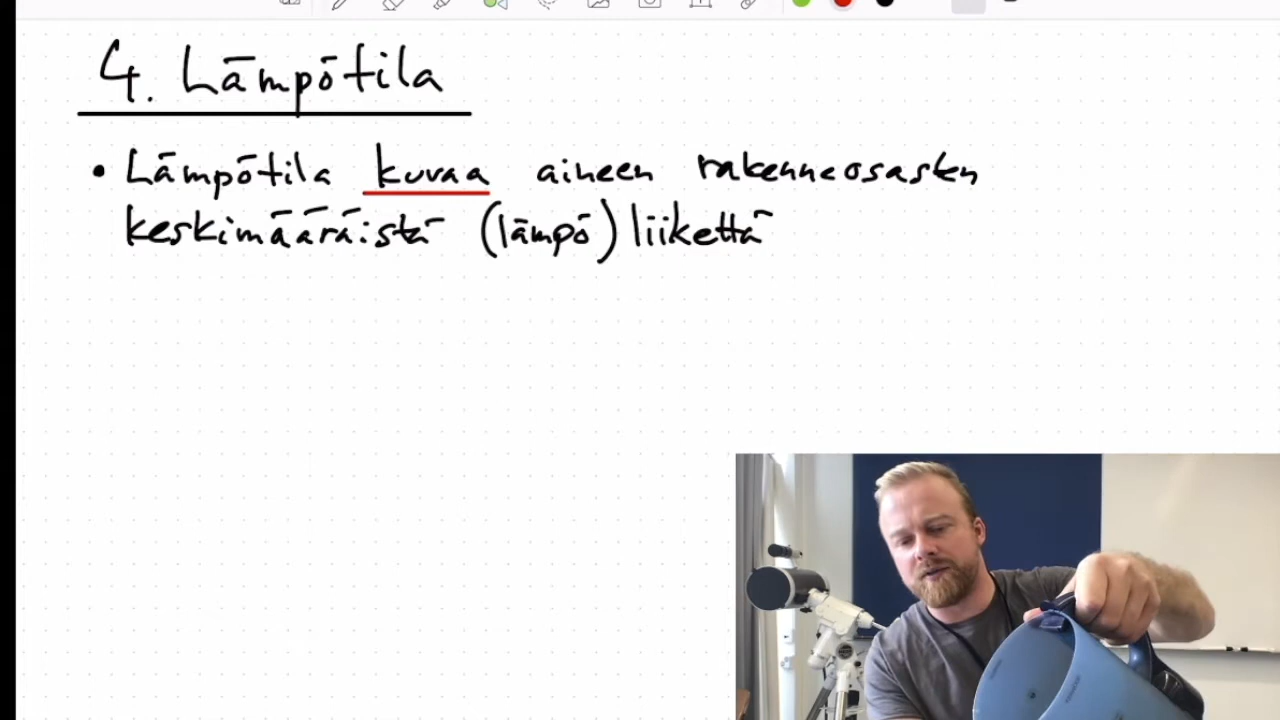 4. Lämpötila
• Lämpötila kuvaa aineen rakenneosasten
keskimääräistä (lämpö)liikettä